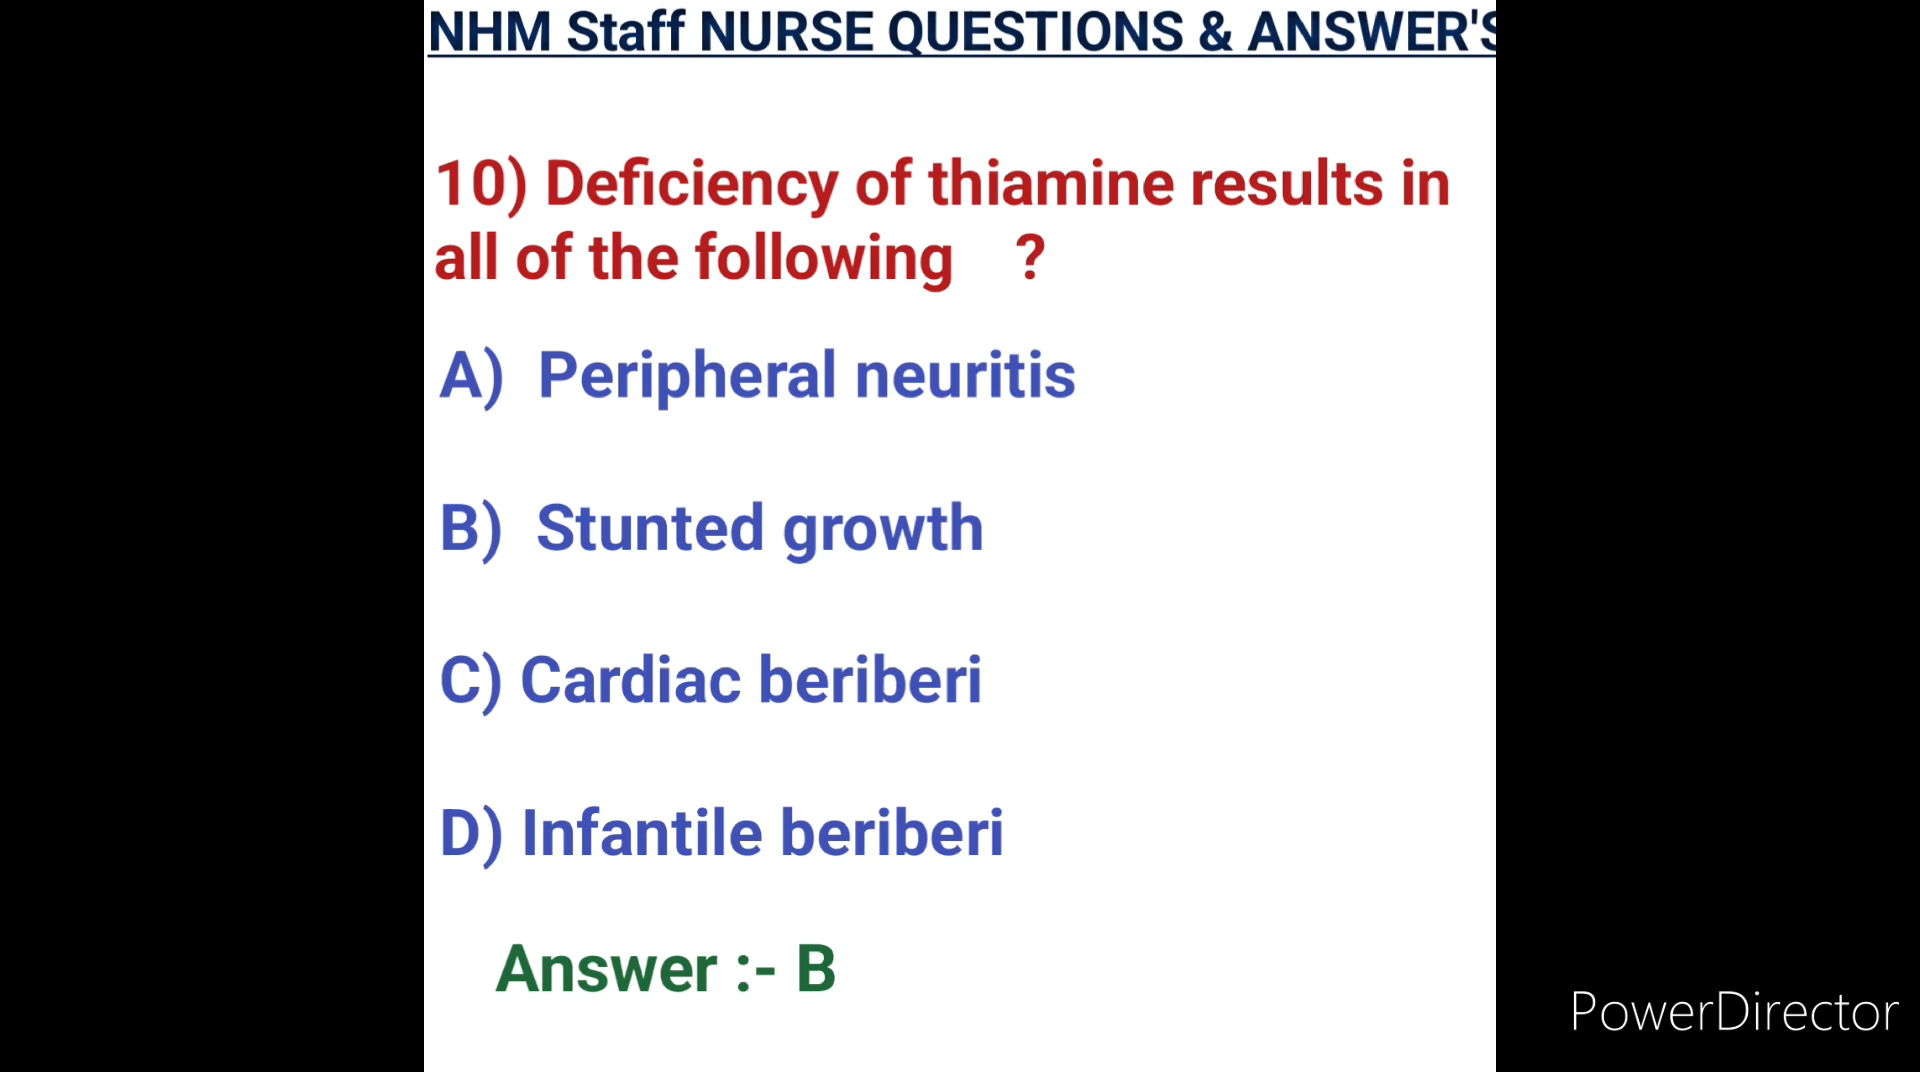 NHM Staff NURSE QUESTIONS & ANSWER'S
10) Deficiency of thiamine results in
all of the following ?
A) Peripheral neuritis
B) Stunted growth
C) Cardiac beriberi
D) Infantile beriberi
Answer :- B
PowerDirector